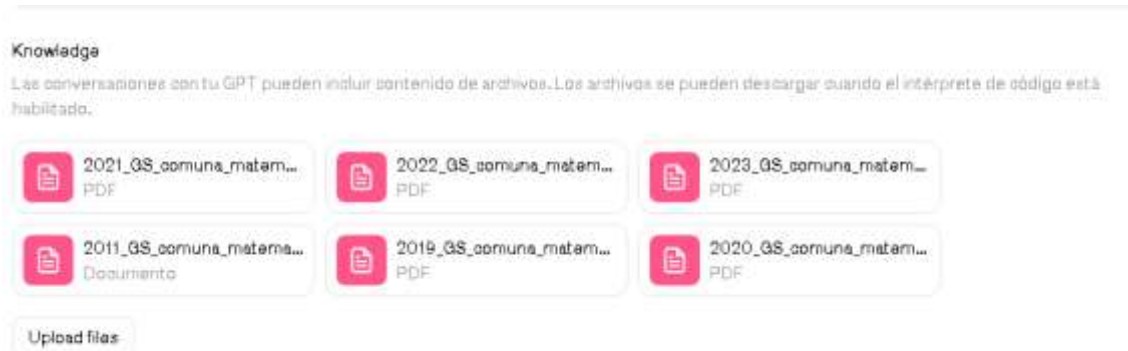 Knowledge
Las conversaciones con tu GPT pueden incluir contenido de archivos. Los archivos se pueden descargar cuando el intérprete de código está
habilitado.
2021_GS_comuna_matem... 2022_GS_comuna_matem... 2023_GS_comuna_matem...
PDF PDF PDF
2011_GS_comuna_matema... 2019_GS_comuna_matem... 2020_GS_comuna_matem...
Documento PDF PDF
Upload files